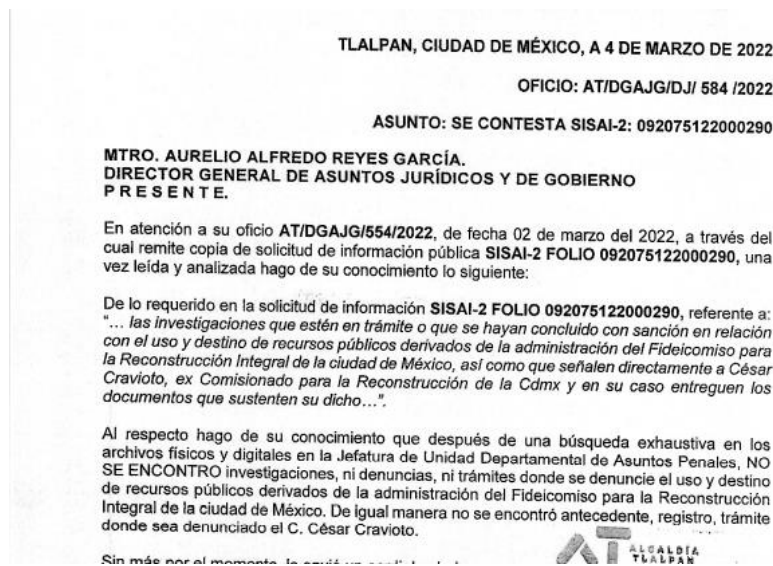 TLALPAN, CIUDAD DE MÉXICO, A 4 DE MARZO DE 2022
OFICIO: AT/DGAJG/DJ/ 584 /2022
ASUNTO: SE CONTESTA SISAI-2: 092075122000290
MTRO. AURELIO ALFREDO REYES GARCÍA.
DIRECTOR GENERAL DE ASUNTOS JURÍDICOS Y DE GOBIERNO
P R E S E N T E.
En atención a su oficio AT/DGAJG/554/2022, de fecha 02 de marzo del 2022, a través del
cual remite copia de solicitud de información pública SISAI-2 FOLIO 092075122000290, una
vez leída y analizada hago de su conocimiento lo siguiente:
De lo requerido en la solicitud de información SISAI-2 FOLIO 092075122000290, referente a:
"… las investigaciones que estén en trámite o que se hayan concluido con sanción en relación
con el uso y destino de recursos públicos derivados de la administración del Fideicomiso para
la Reconstrucción Integral de la ciudad de México, así como que señalen directamente a César
Cravioto, ex Comisionado para la Reconstrucción de la Cdmx y en su caso entreguen los
documentos que sustenten su dicho…".
Al respecto hago de su conocimiento que después de una búsqueda exhaustiva en los
archivos físicos y digitales en la Jefatura de Unidad Departamental de Asuntos Penales, NO
SE ENCONTRO investigaciones, ni denuncias, ni trámites donde se denuncie el uso y destino
de recursos públicos derivados de la administración del Fideicomiso para la Reconstrucción
Integral de la ciudad de México. De igual manera no se encontró antecedente, registro, trámite
donde sea denunciado el C. César Cravioto.
Sin más por el momento, le envió un
ALCALDÍA
TLALPAN